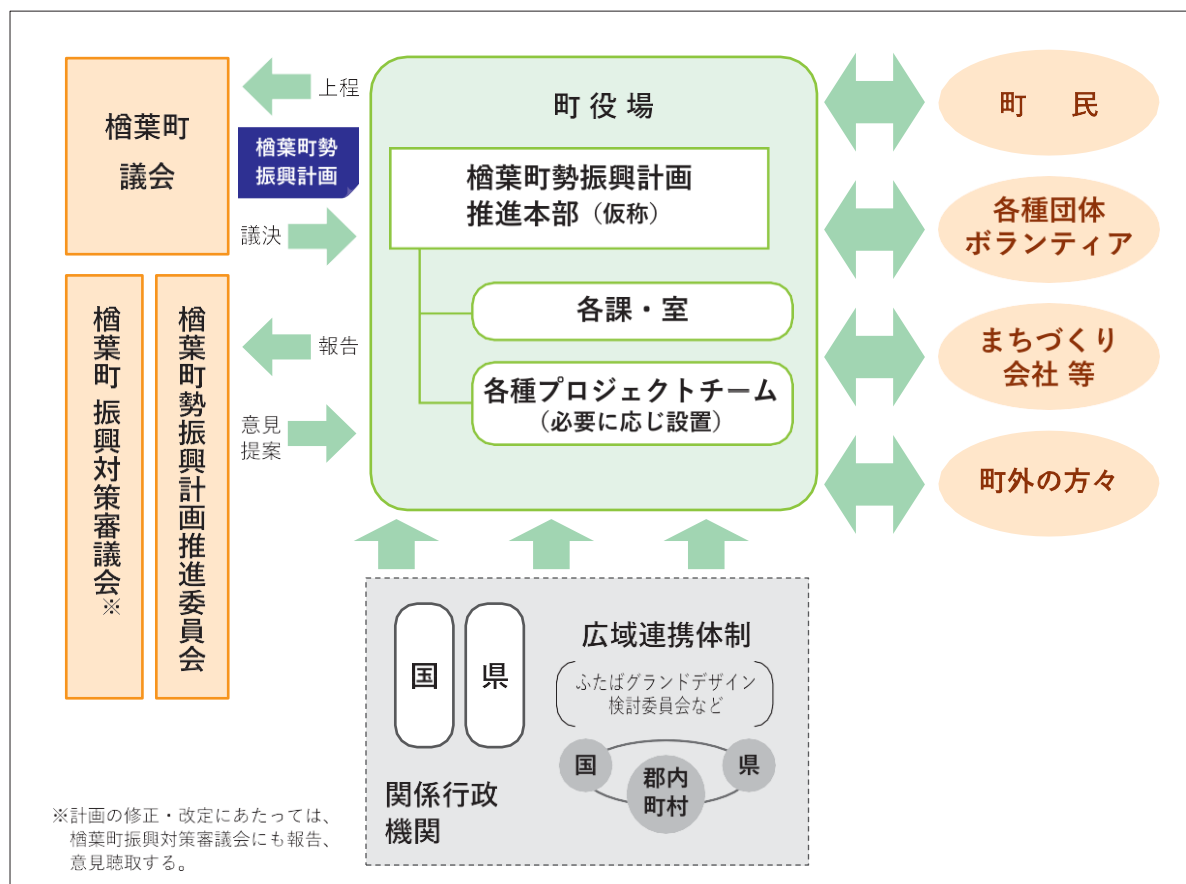 楢葉町
議会
上程
楢葉町勢
振興計画
議決
楢葉町 振興対策審議会※
楢葉町勢振興計画推進委員会
報告
意見
提案
町役場
楢葉町勢振興計画
推進本部（仮称）
各課・室
各種プロジェクトチーム
（必要に応じ設置）
町　民
各種団体
ボランティア
まちづくり
会社 等
町外の方々
国
県
関係行政
機関
広域連携体制
ふたばグランドデザイン
検討委員会など
国
郡内
町村
県
※計画の修正・改定にあたっては、
楢葉町振興対策審議会にも報告、
意見聴取する。